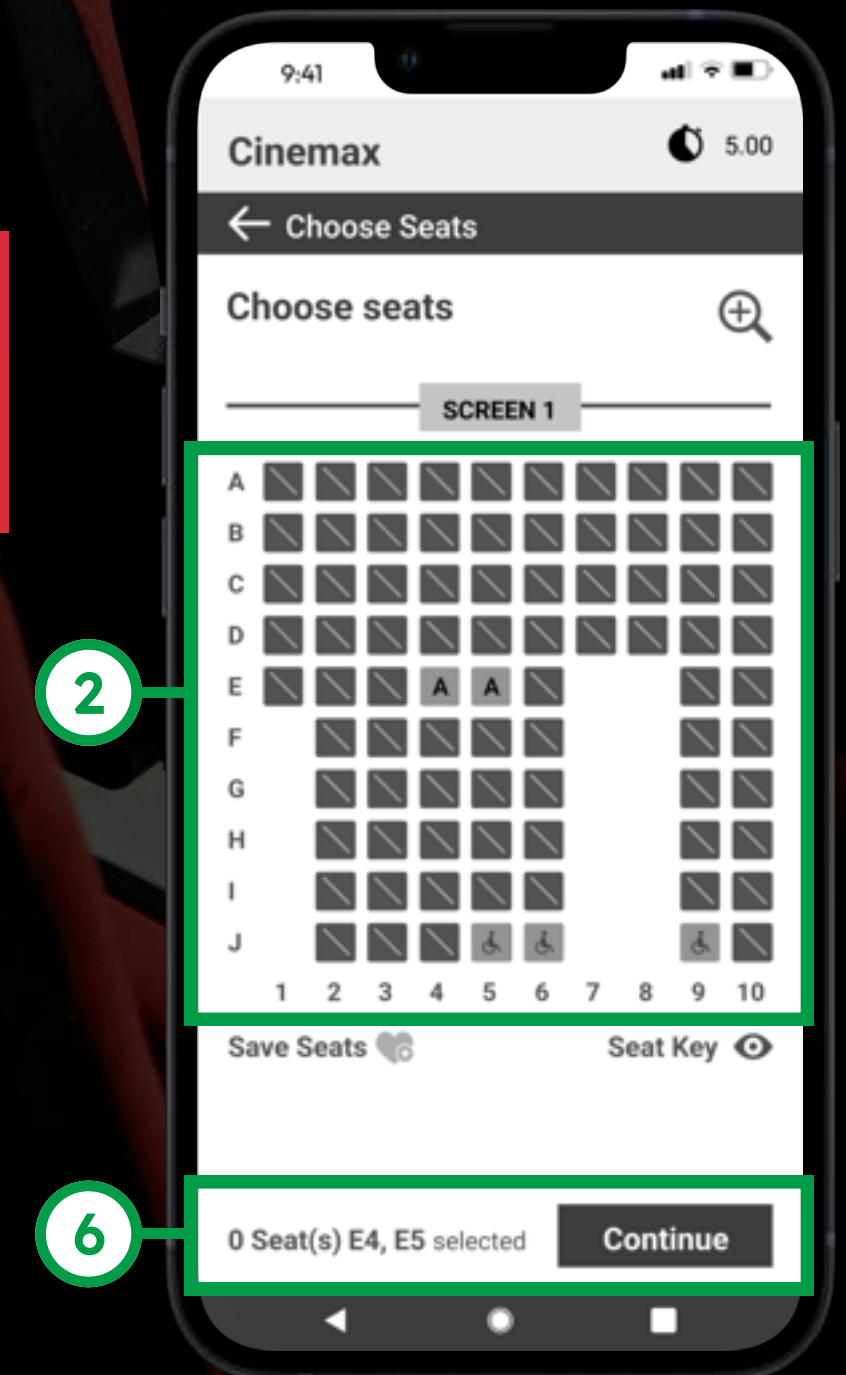 9:41
Cinemax 5.00
Choose Seats
Choose seats
SCREEN 1
A
B
C
D
2
E A A
F
G
H
I
J
1 2 3 4 5 6 7 8 9 10
Save Seats Seat Key
6
0 Seat(s) E4, E5 selected Continue